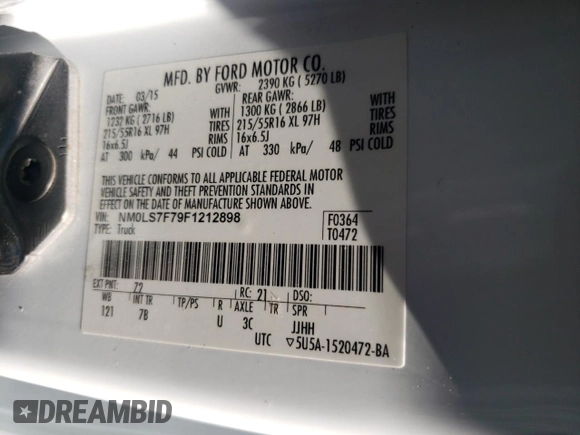 MFD. BY FORD MOTOR CO.
DATE: 03/15 GVWR: 2390 KG ( 5270 LB)
FRONT GAWR: REAR GAWR:
1232 KG ( 2716 LB) WITH 1300 KG ( 2866 LB) WITH
215/55R16 XL 97H TIRES 215/55R16 XL 97H TIRES
16x6.5J RIMS 16x6.5J RIMS
AT 300 kPa/ 44 PSI COLD AT 330 kPa/ 48 PSI COLD
THIS VEHICLE CONFORMS TO ALL APPLICABLE FEDERAL MOTOR
VEHICLE SAFETY AND THEFT PREVENTION STANDARDS IN
EFFECT ON THE DATE OF MANUFACTURE SHOWN ABOVE.
VIN: NM0LS7F79F1212898 F0364
TYPE: Truck T0472
EXT PNT: 72 RC: 21 DSO:
WB INT TR TP/PS R AXLE TR SPR
121 7B U 3C JJHH
UTC ▽5U5A-1520472-BA
DREAMBID